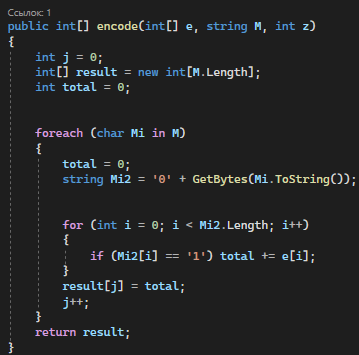 Ссылок: 1
public int[] encode(int[] e, string M, int z)
{
int j = 0;
int[] result = new int[M.Length];
int total = 0;
foreach (char Mi in M)
{
total = 0;
string Mi2 = '0' + GetBytes(Mi.ToString());
for (int i = 0; i < Mi2.Length; i++)
{
if (Mi2[i] == '1') total += e[i];
}
result[j] = total;
j++;
}
return result;
}